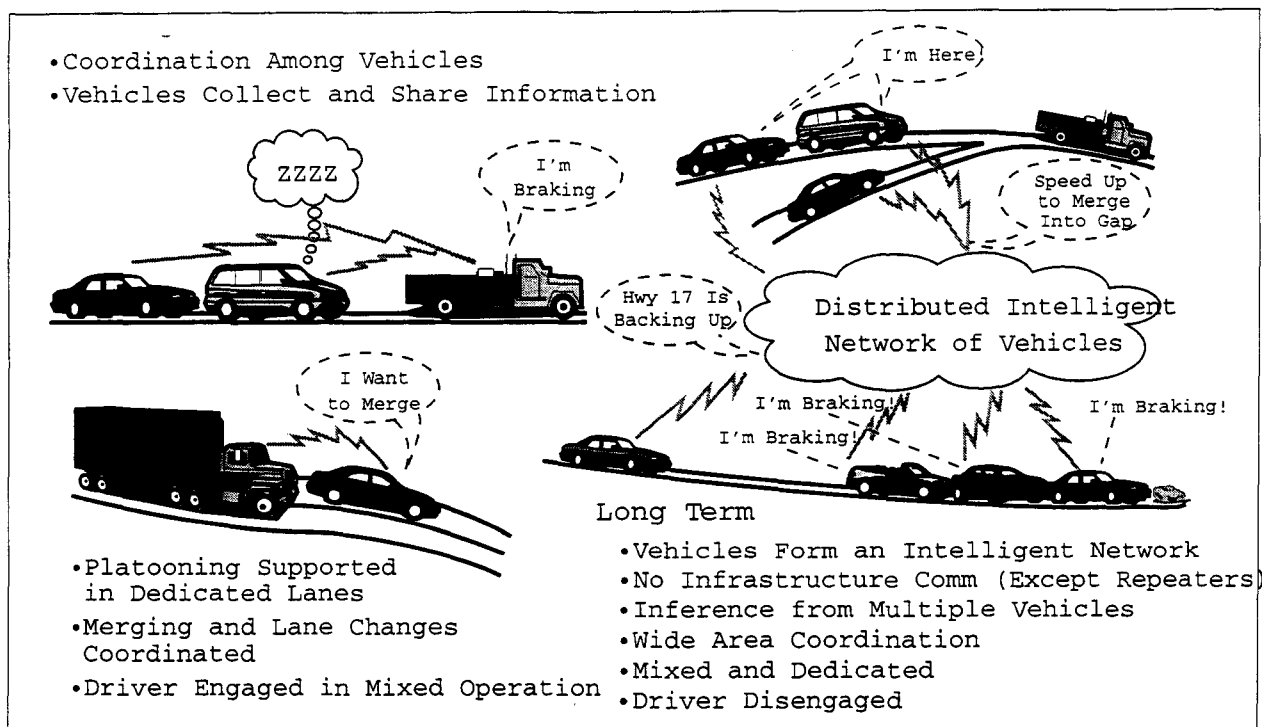 •Coordination Among Vehicles
•Vehicles Collect and Share Information
ZZZZ
I'm
Braking
I'm Here
Speed Up
to Merge
Into Gap
Hwy 17 Is
Backing Up
Distributed Intelligent
Network of Vehicles
I Want
to Merge
I'm Braking!
I'm Braking!
I'm Braking!
•Platooning Supported
in Dedicated Lanes
•Merging and Lane Changes
Coordinated
•Driver Engaged in Mixed Operation
Long Term
•Vehicles Form an Intelligent Network
•No Infrastructure Comm (Except Repeaters)
•Inference from Multiple Vehicles
•Wide Area Coordination
•Mixed and Dedicated
•Driver Disengaged